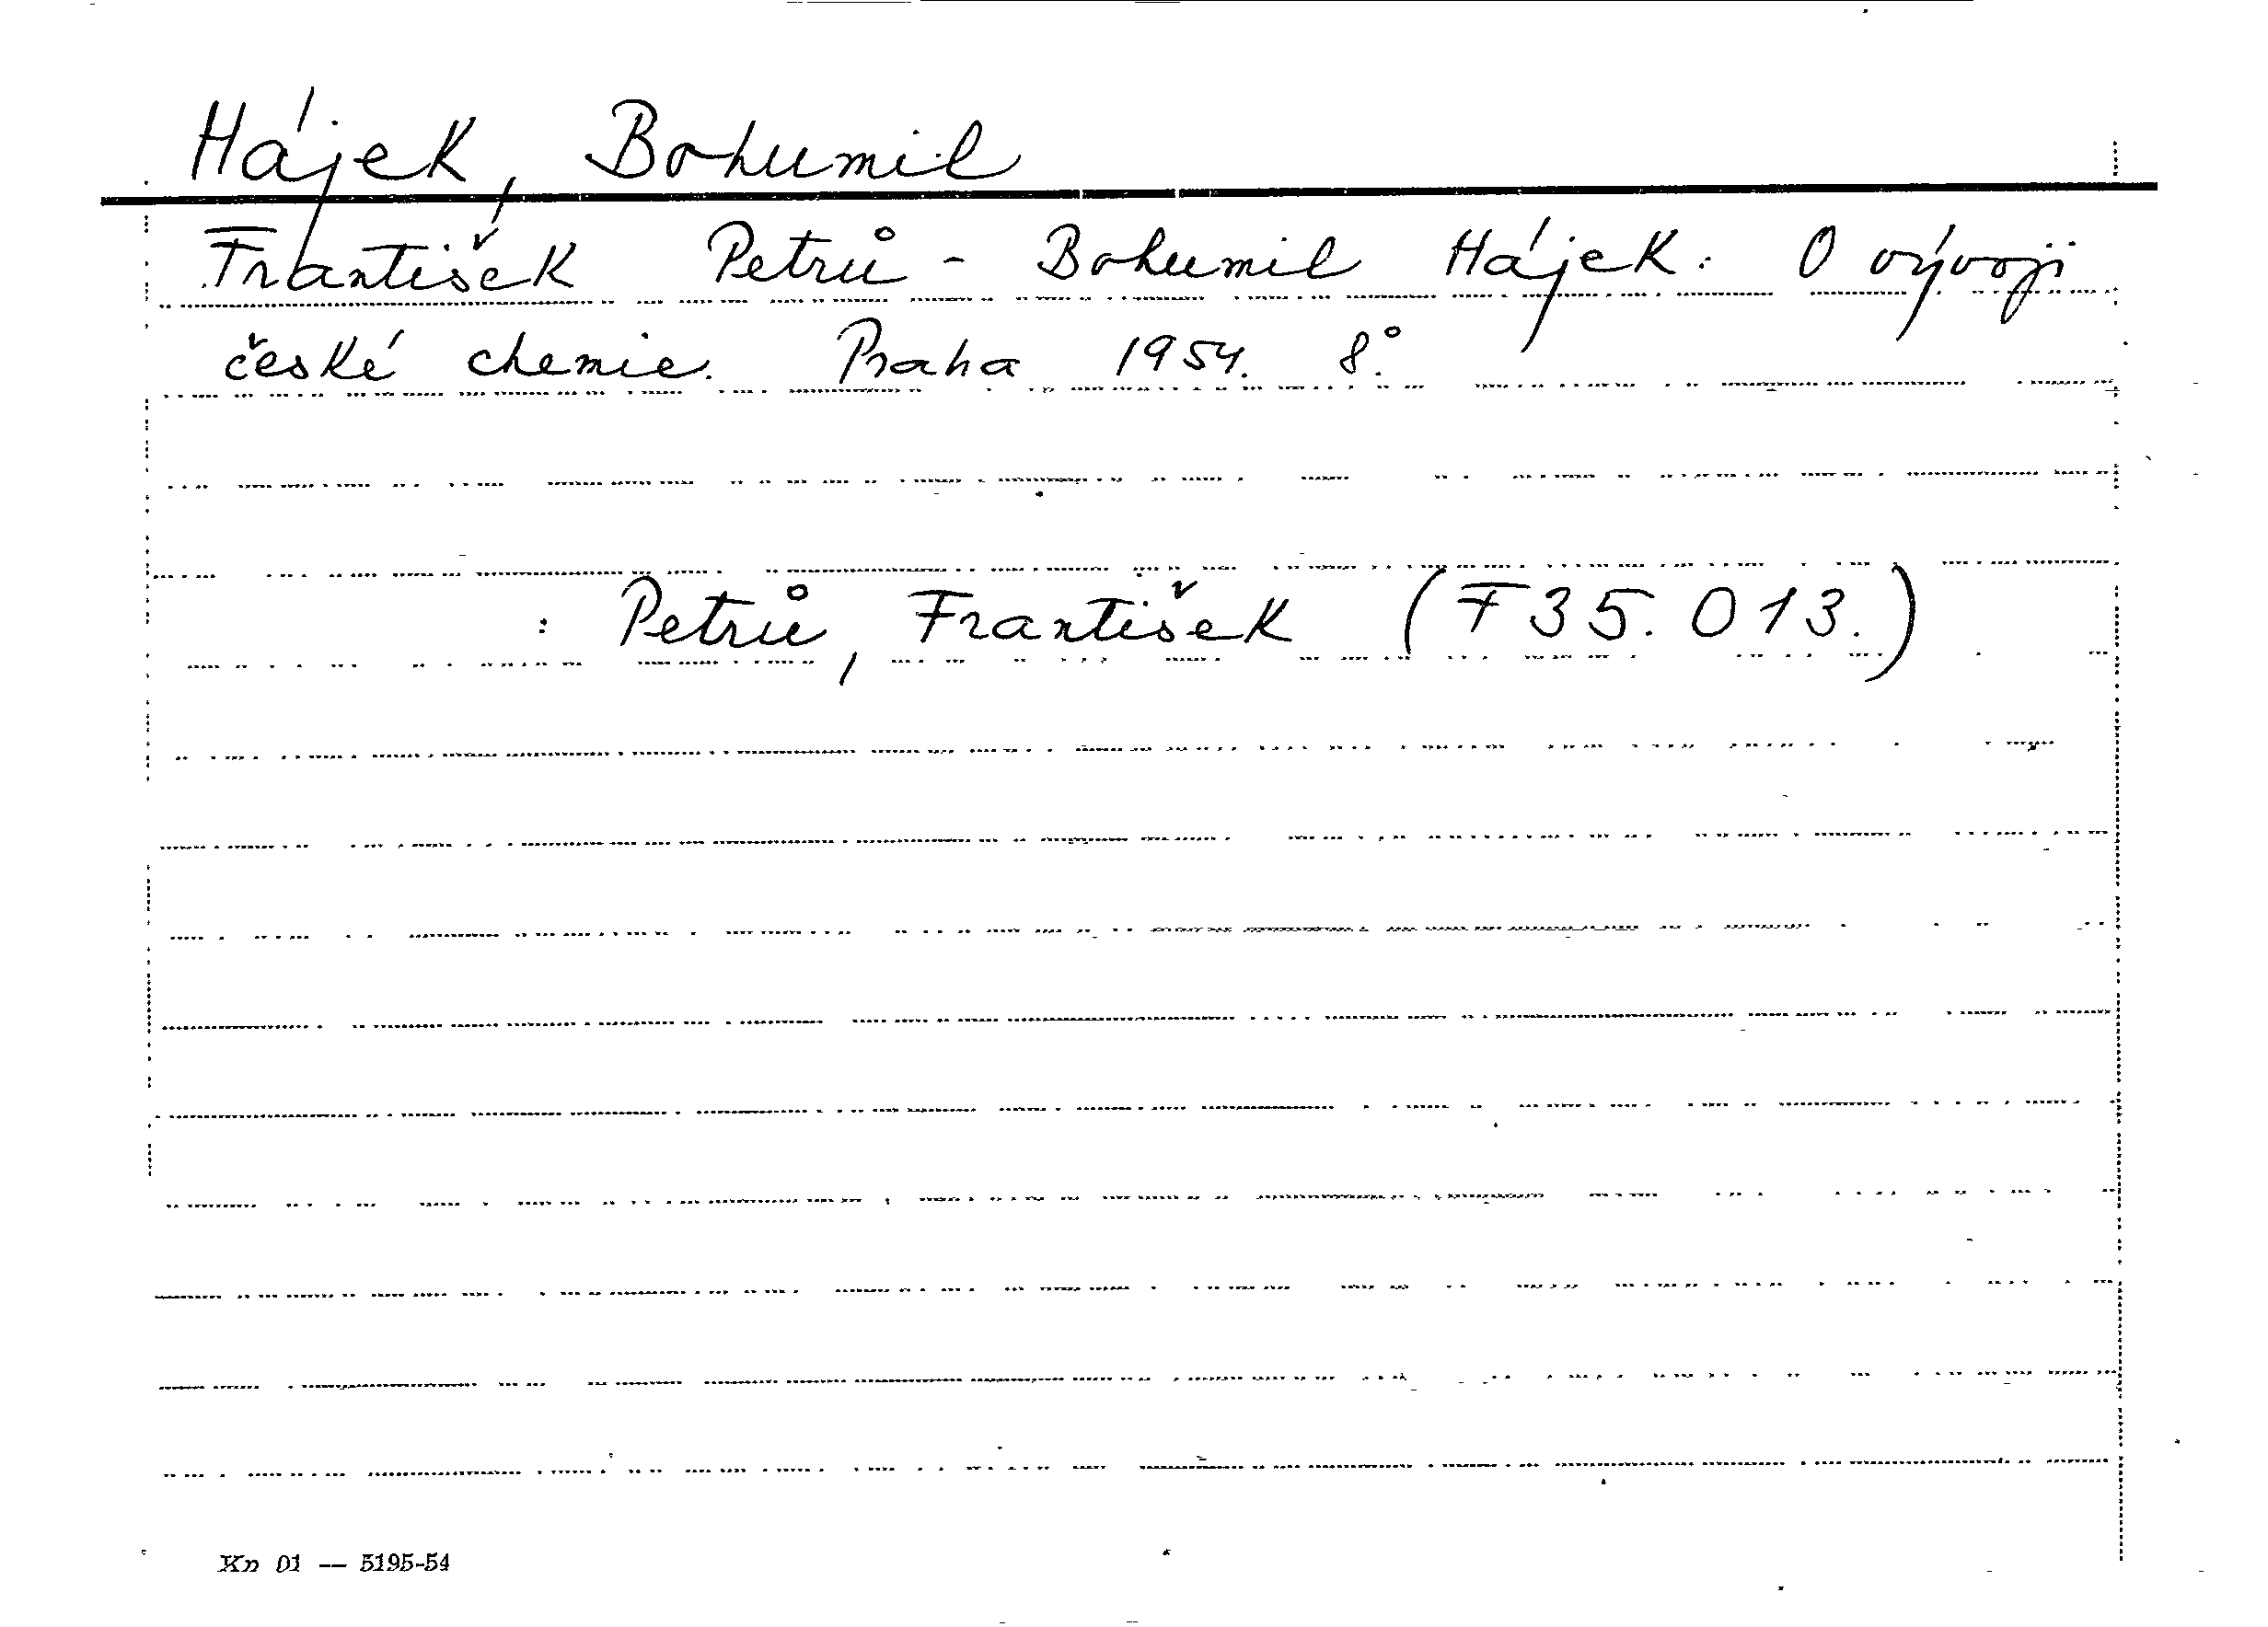 Hájek, Bohumil
František Petrů - Bohumil Hájek: O vývoji
české chemie. Praha 1954. 8°.
: Petrů, František (F 35.013.)
Kn 01 — 5195-54